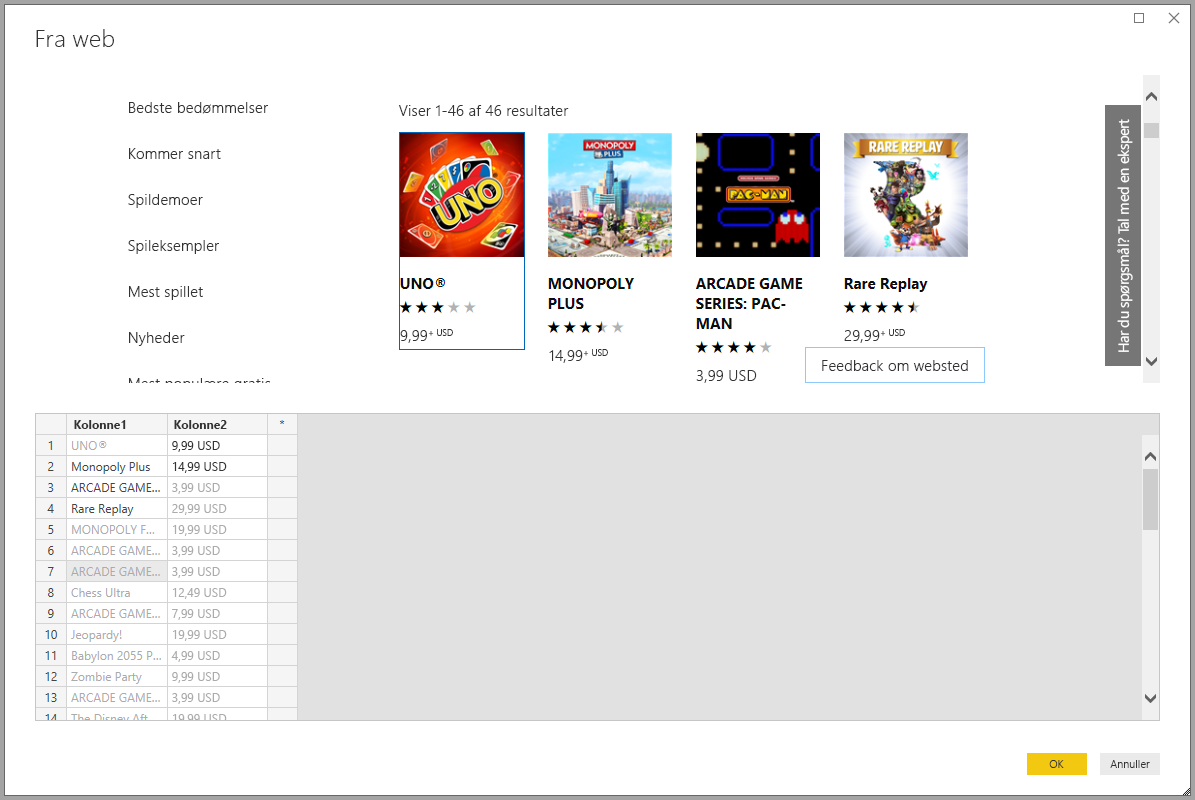 Fra web
Bedste bedømmelser
Kommer snart
Spildemoer
Spileksempler
Mest spillet
Nyheder
Mest populære gratis
Viser 1-46 af 46 resultater
UNO
UNO®
9,99+ USD
MONOPOLY
PLUS
MONOPOLY
PLUS
14,99+ USD
PAC-MAN
ARCADE GAME
SERIES: PAC-
MAN
3,99 USD
RARE REPLAY
Rare Replay
29,99+ USD
Feedback om websted
Har du spørgsmål? Tal med en ekspert
Kolonne1 Kolonne2 *
1 UNO® 9,99 USD
2 Monopoly Plus 14,99 USD
3 ARCADE GAME... 3,99 USD
4 Rare Replay 29,99 USD
5 MONOPOLY F... 19,99 USD
6 ARCADE GAME... 3,99 USD
7 ARCADE GAME... 3,99 USD
8 Chess Ultra 12,49 USD
9 ARCADE GAME... 7,99 USD
10 Jeopardy! 19,99 USD
11 Babylon 2055 P... 4,99 USD
12 Zombie Party 9,99 USD
13 ARCADE GAME... 3,99 USD
14 The Disney Aft... 19,99 USD
OK
Annuller